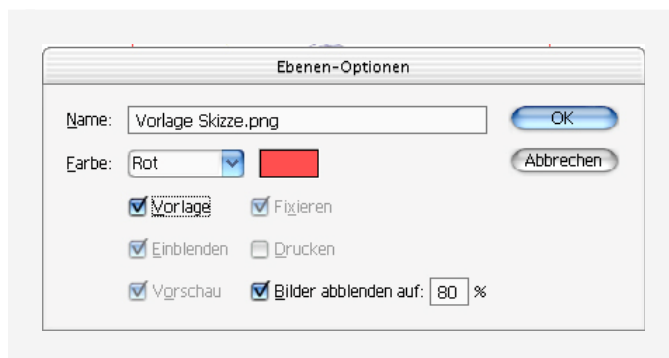 Ebenen-Optionen
Name: Vorlage Skizze.png OK
Farbe: Rot Abbrechen
Vorlage Fixieren
Einblenden Drucken
Vorschau Bilder abblenden auf: 80 %